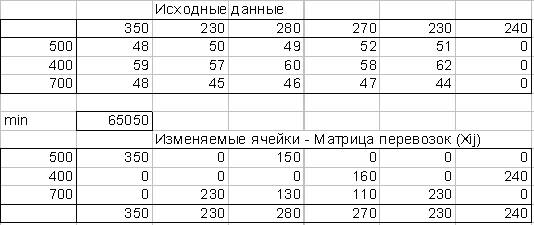 Исходные данные
350 230 280 270 230 240
500 48 50 49 52 51 0
400 59 57 60 58 62 0
700 48 45 46 47 44 0
min 65050
Изменяемые ячейки - Матрица перевозок (Xij)
500 350 0 150 0 0 0
400 0 0 0 160 0 240
700 0 230 130 110 230 0
350 230 280 270 230 240